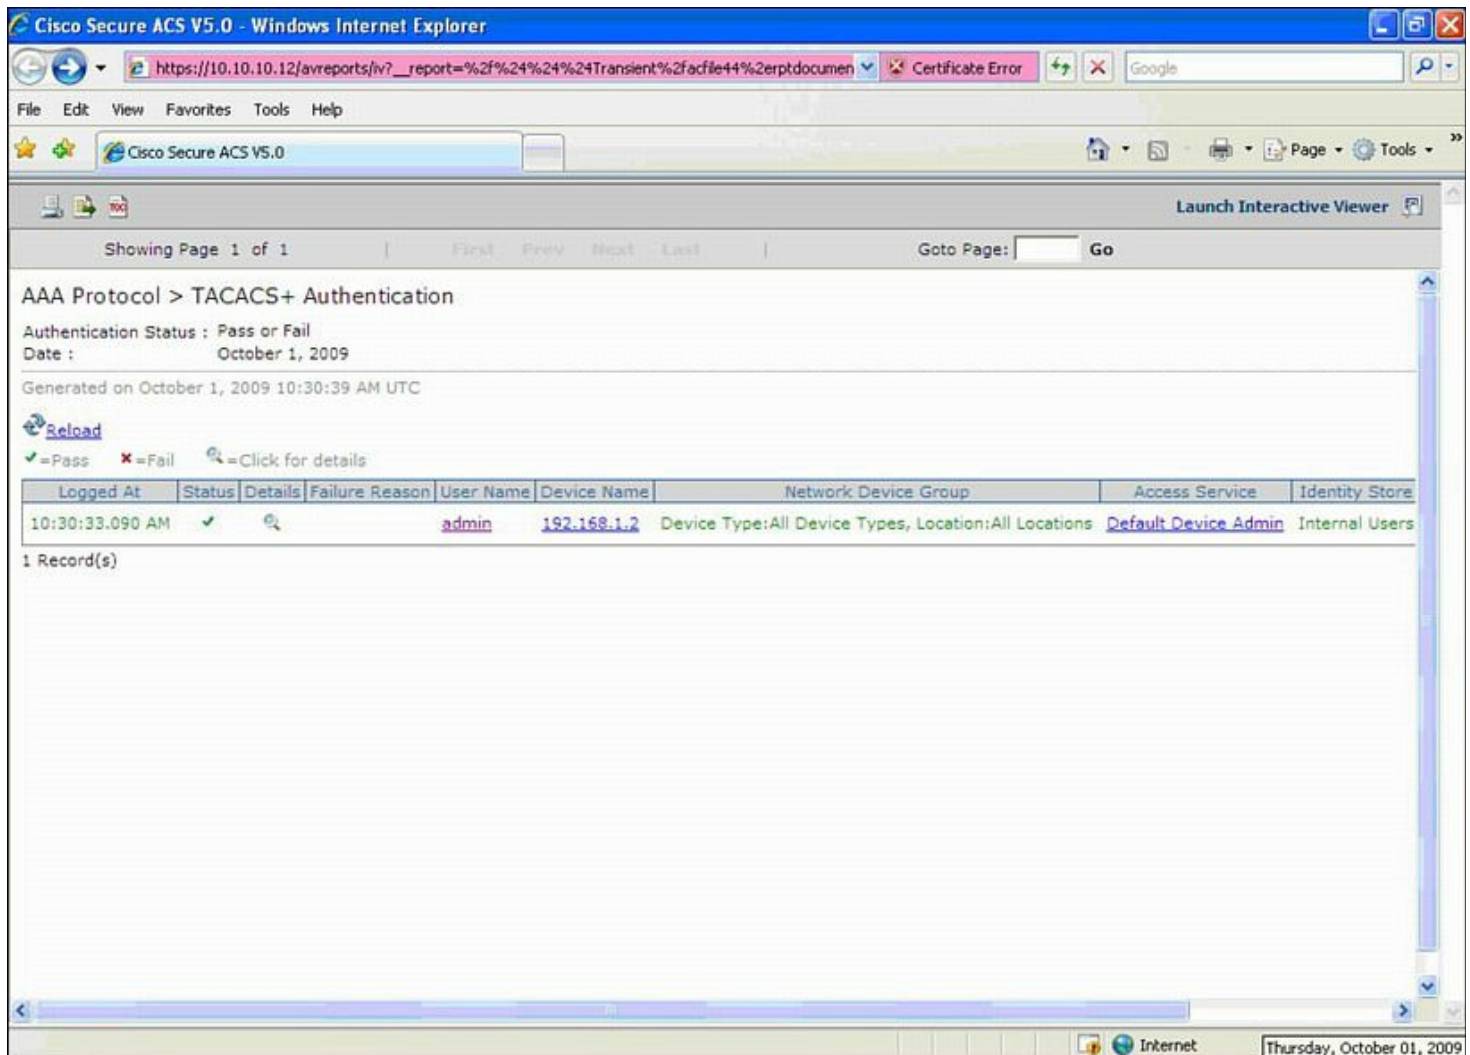 Cisco Secure ACS V5.0 - Windows Internet Explorer
https://10.10.10.12/avreports/iv?__report=%2f%24%24%24Transient%2facfile44%2erptdocumen Certificate Error Google
File Edit View Favorites Tools Help
Cisco Secure ACS V5.0 Page Tools
TOC Launch Interactive Viewer
Showing Page 1 of 1 | First Prev Next Last | Goto Page: Go
AAA Protocol > TACACS+ Authentication
Authentication Status : Pass or Fail
Date : October 1, 2009
Generated on October 1, 2009 10:30:39 AM UTC
Reload
=Pass =Fail =Click for details
Logged At Status Details Failure Reason User Name Device Name Network Device Group Access Service Identity Store
10:30:33.090 AM admin 192.168.1.2 Device Type:All Device Types, Location:All Locations Default Device Admin Internal Users
1 Record(s)
Internet Thursday, October 01, 2009